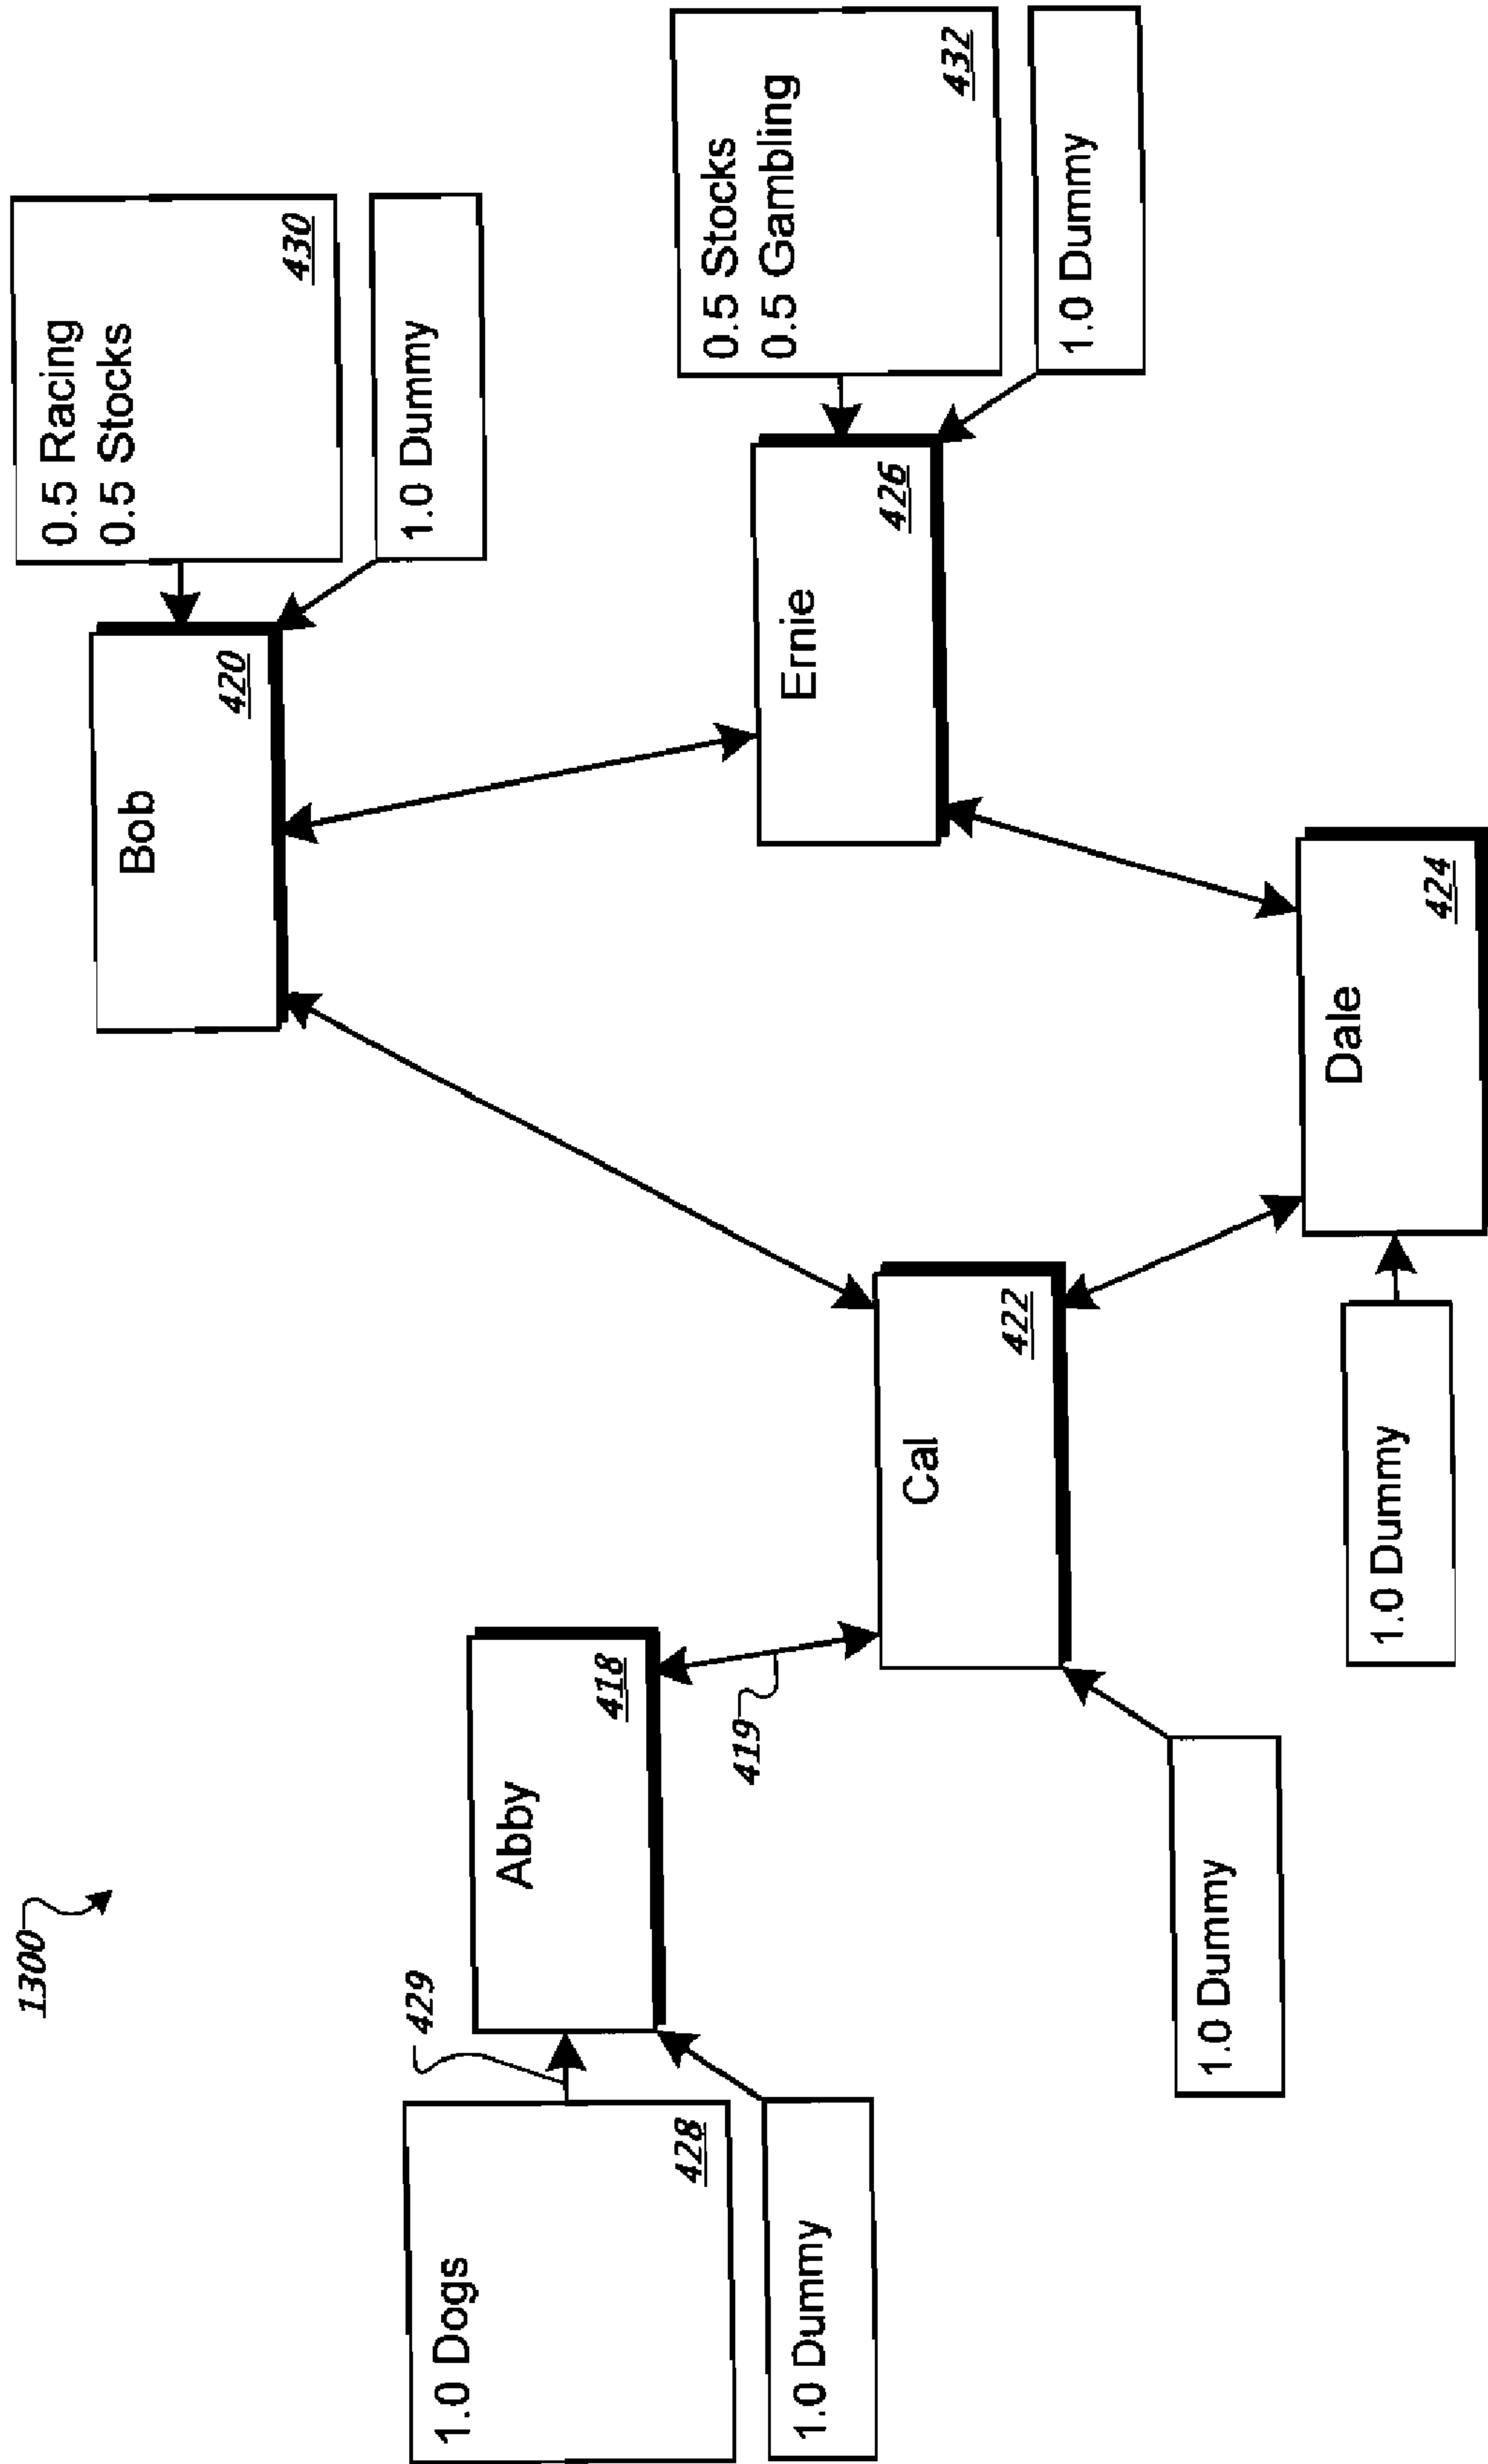 1300
0.5 Racing
0.5 Stocks
430
Bob
420
1.0 Dummy
1.0 Dogs
428
429
Abby
418
419
1.0 Dummy
0.5 Stocks
0.5 Gambling
432
Ernie
426
1.0 Dummy
Cal
422
1.0 Dummy
Dale
424
1.0 Dummy